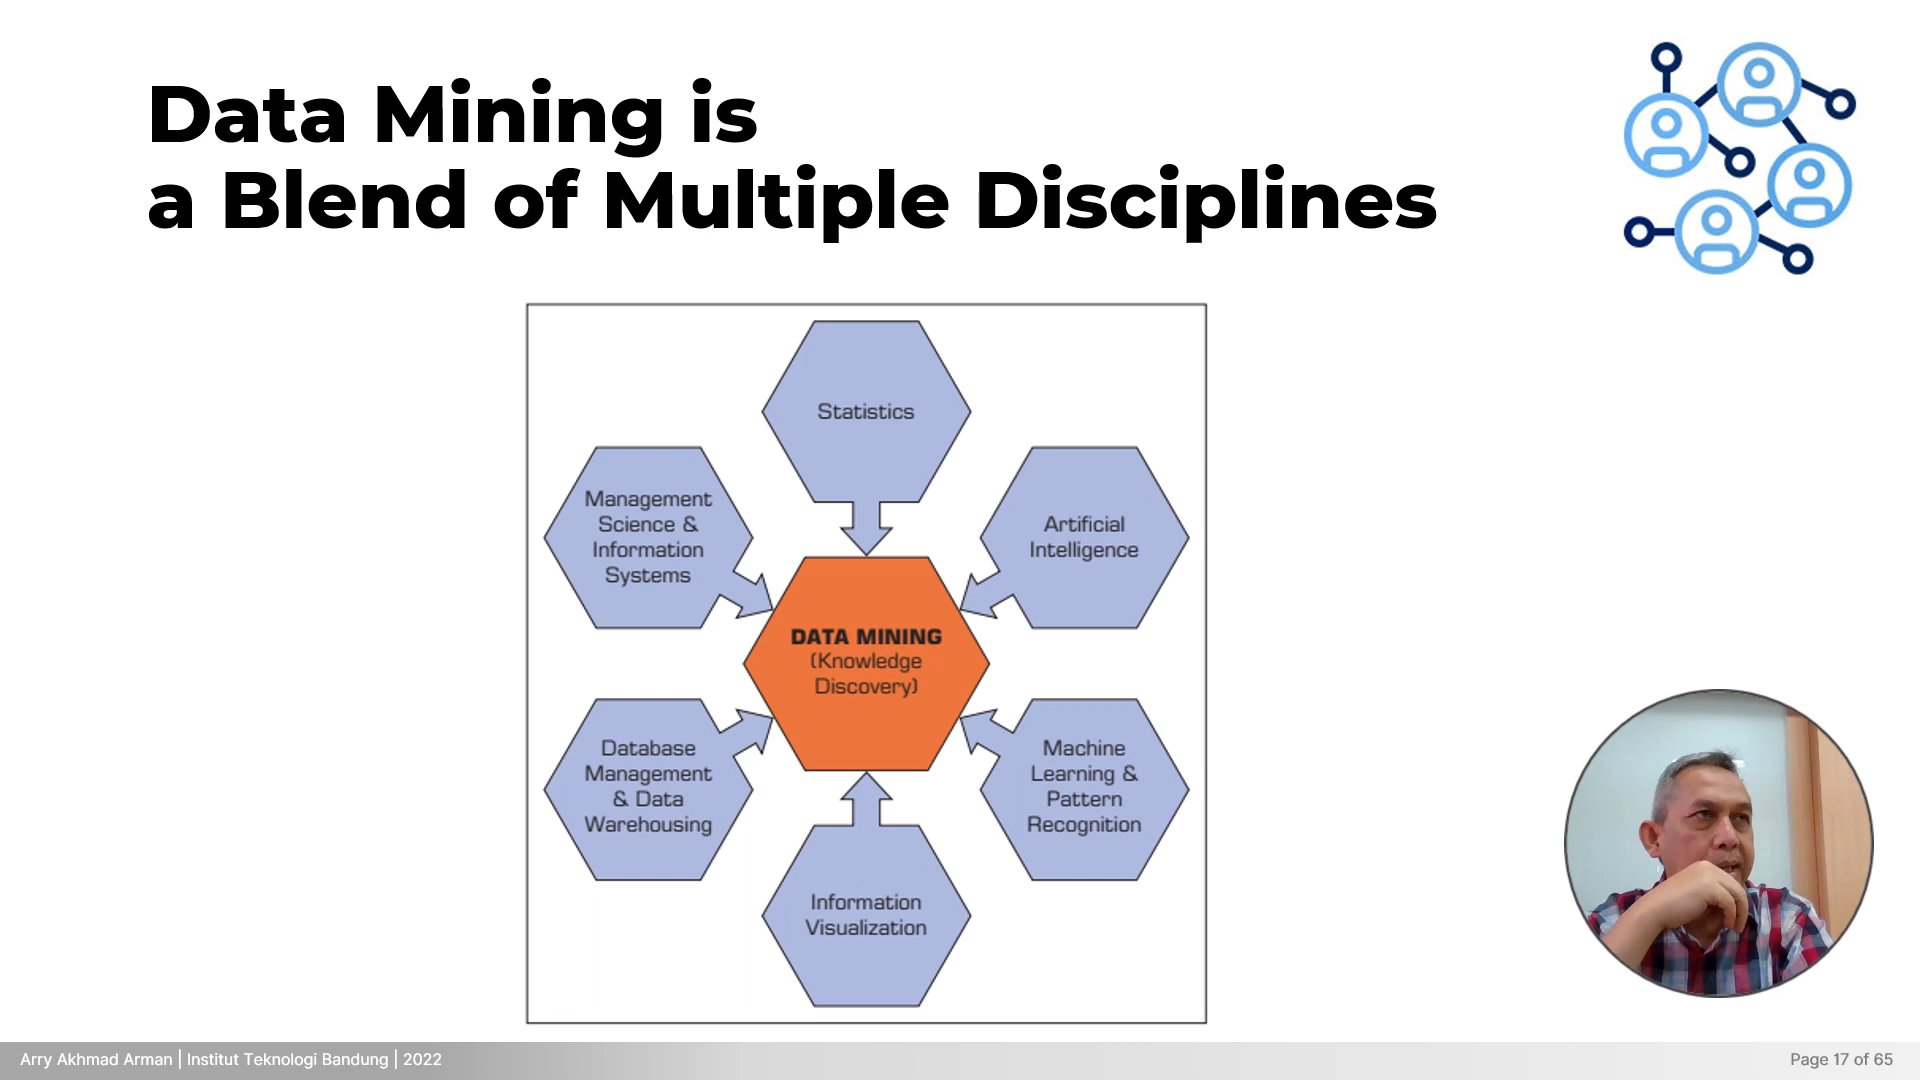 Data Mining is
a Blend of Multiple Disciplines
Statistics
Management
Science &
Information
Systems
Artificial
Intelligence
DATA MINING
(Knowledge
Discovery)
Database
Management
& Data
Warehousing
Machine
Learning &
Pattern
Recognition
Information
Visualization
Arry Akhmad Arman | Institut Teknologi Bandung | 2022
Page 17 of 65